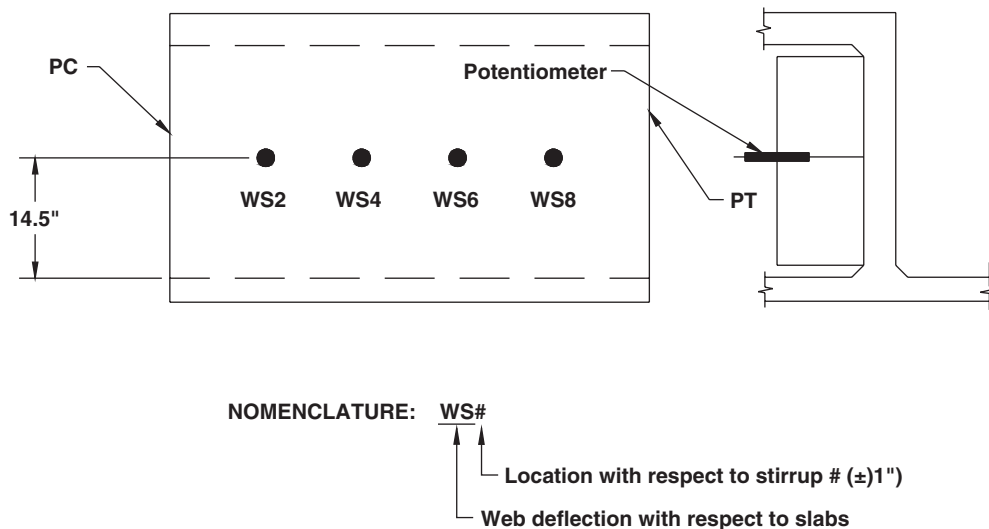 PC
Potentiometer
WS2 WS4 WS6 WS8
PT
14.5"
NOMENCLATURE: WS#
Location with respect to stirrup # (±)1")
Web deflection with respect to slabs